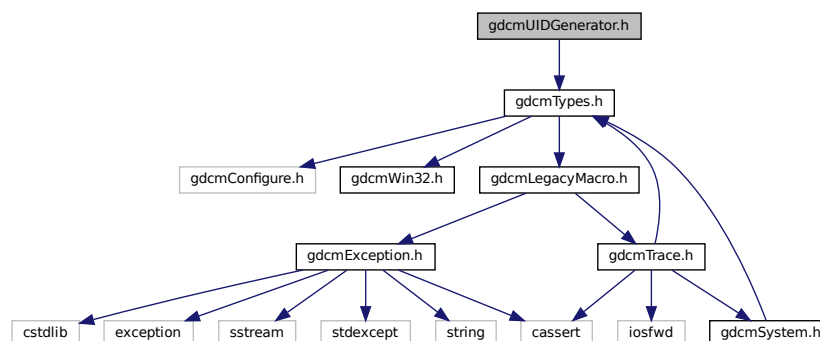 gdcmUIDGenerator.h
gdcmTypes.h
gdcmConfigure.h
gdcmWin32.h
gdcmLegacyMacro.h
gdcmException.h
gdcmTrace.h
cstdlib
exception
sstream
stdexcept
string
cassert
iosfwd
gdcmSystem.h